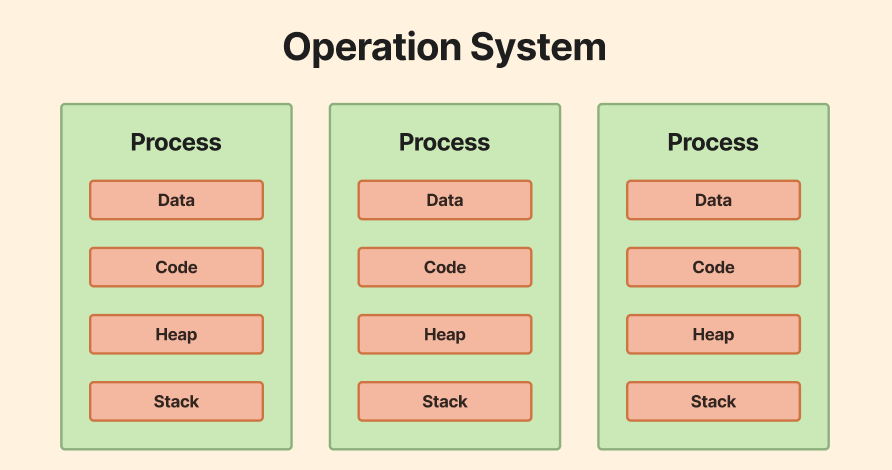 Operation System
Process
Data
Code
Heap
Stack
Process
Data
Code
Heap
Stack
Process
Data
Code
Heap
Stack